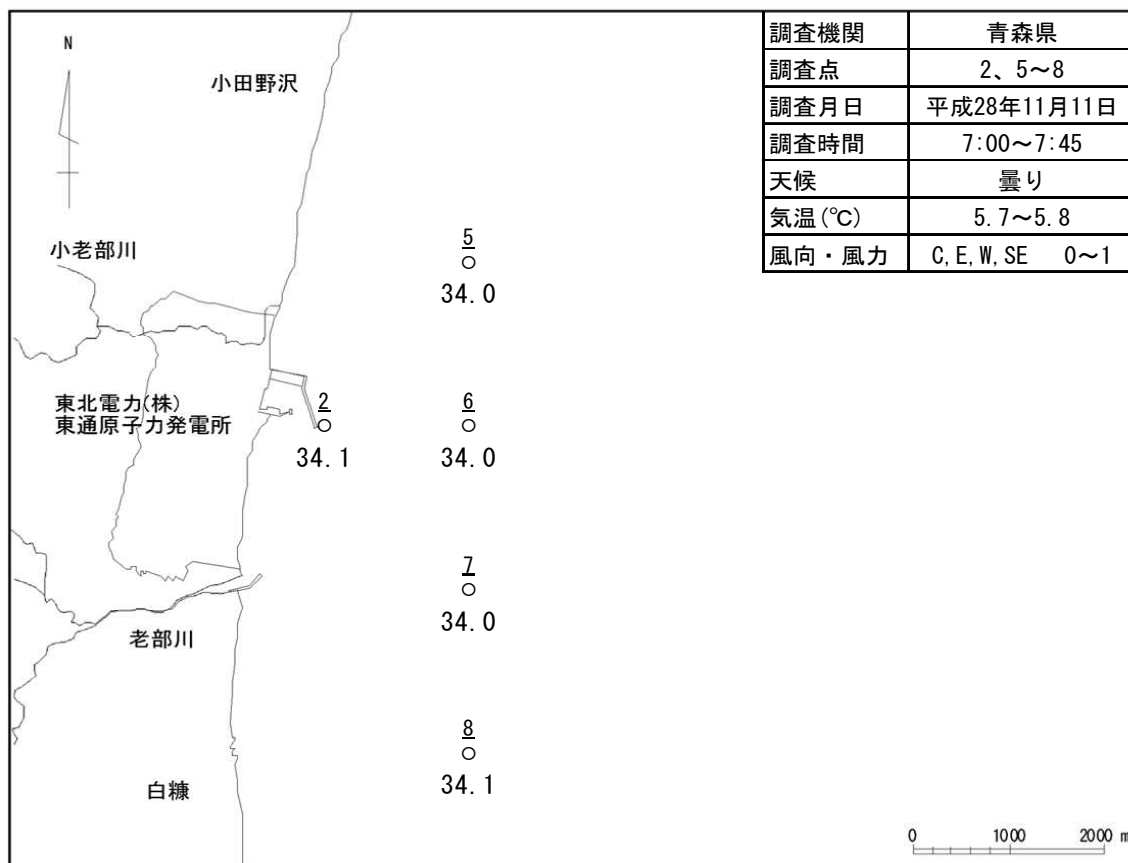 調査機関 青森県
調査点 2、5～8
調査月日 平成28年11月11日
調査時間 7:00～7:45
天候 曇り
気温(℃) 5.7～5.8
風向・風力 C,E,W,SE 0～1
N
小田野沢
小老部川
5
34.0
東北電力(株)
東通原子力発電所
2
34.1
6
34.0
7
34.0
老部川
8
34.1
白糠
0 1000 2000 m